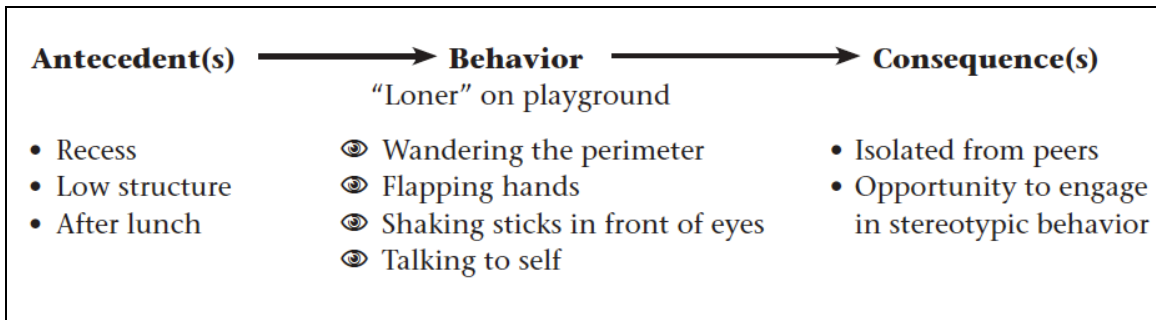 Antecedent(s)
Behavior
Consequence(s)
“Loner” on playground
• Recess
• Low structure
• After lunch
Wandering the perimeter
Flapping hands
Shaking sticks in front of eyes
Talking to self
• Isolated from peers
• Opportunity to engage
in stereotypic behavior